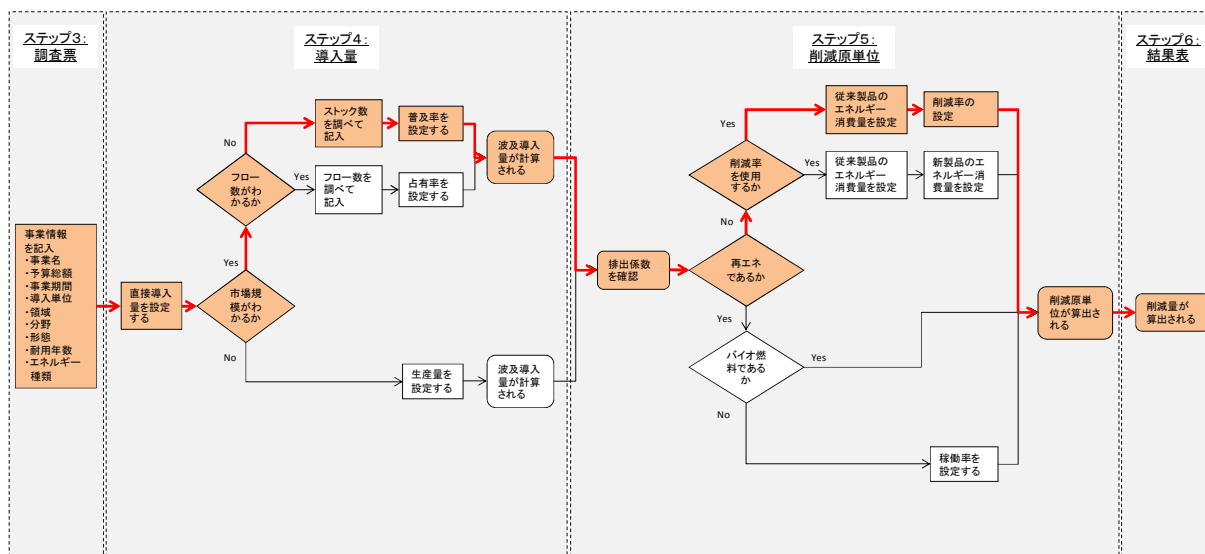 ステップ3:
調査票
事業情報
を記入
・事業名
・予算総額
・事業期間
・導入単位
・領域
・分野
・形態
・耐用年数
・エネルギー
種類
ステップ4:
導入量
直接導入
量を設定
する
市場規
模がわ
かるか
Yes
No
フロー
数がわ
かるか
No
Yes
ストック数
を調べて
記入
普及率を
設定する
フロー数を
調べて
記入
占有率を
設定する
波及導入
量が計算
される
生産量を
設定する
波及導入
量が計算
される
ステップ5:
削減原単位
排出係数
を確認
再エネ
であるか
No
Yes
削減率
を使用
するか
Yes
Yes
従来製品の
エネルギー
消費量を設定
削減率の
設定
従来製品の
エネルギー
消費量を設定
新製品のエ
ネルギー消
費量を設定
バイオ燃
料である
か
Yes
No
稼働率を
設定する
削減原単
位が算出さ
れる
ステップ6:
結果表
削減量が
算出される